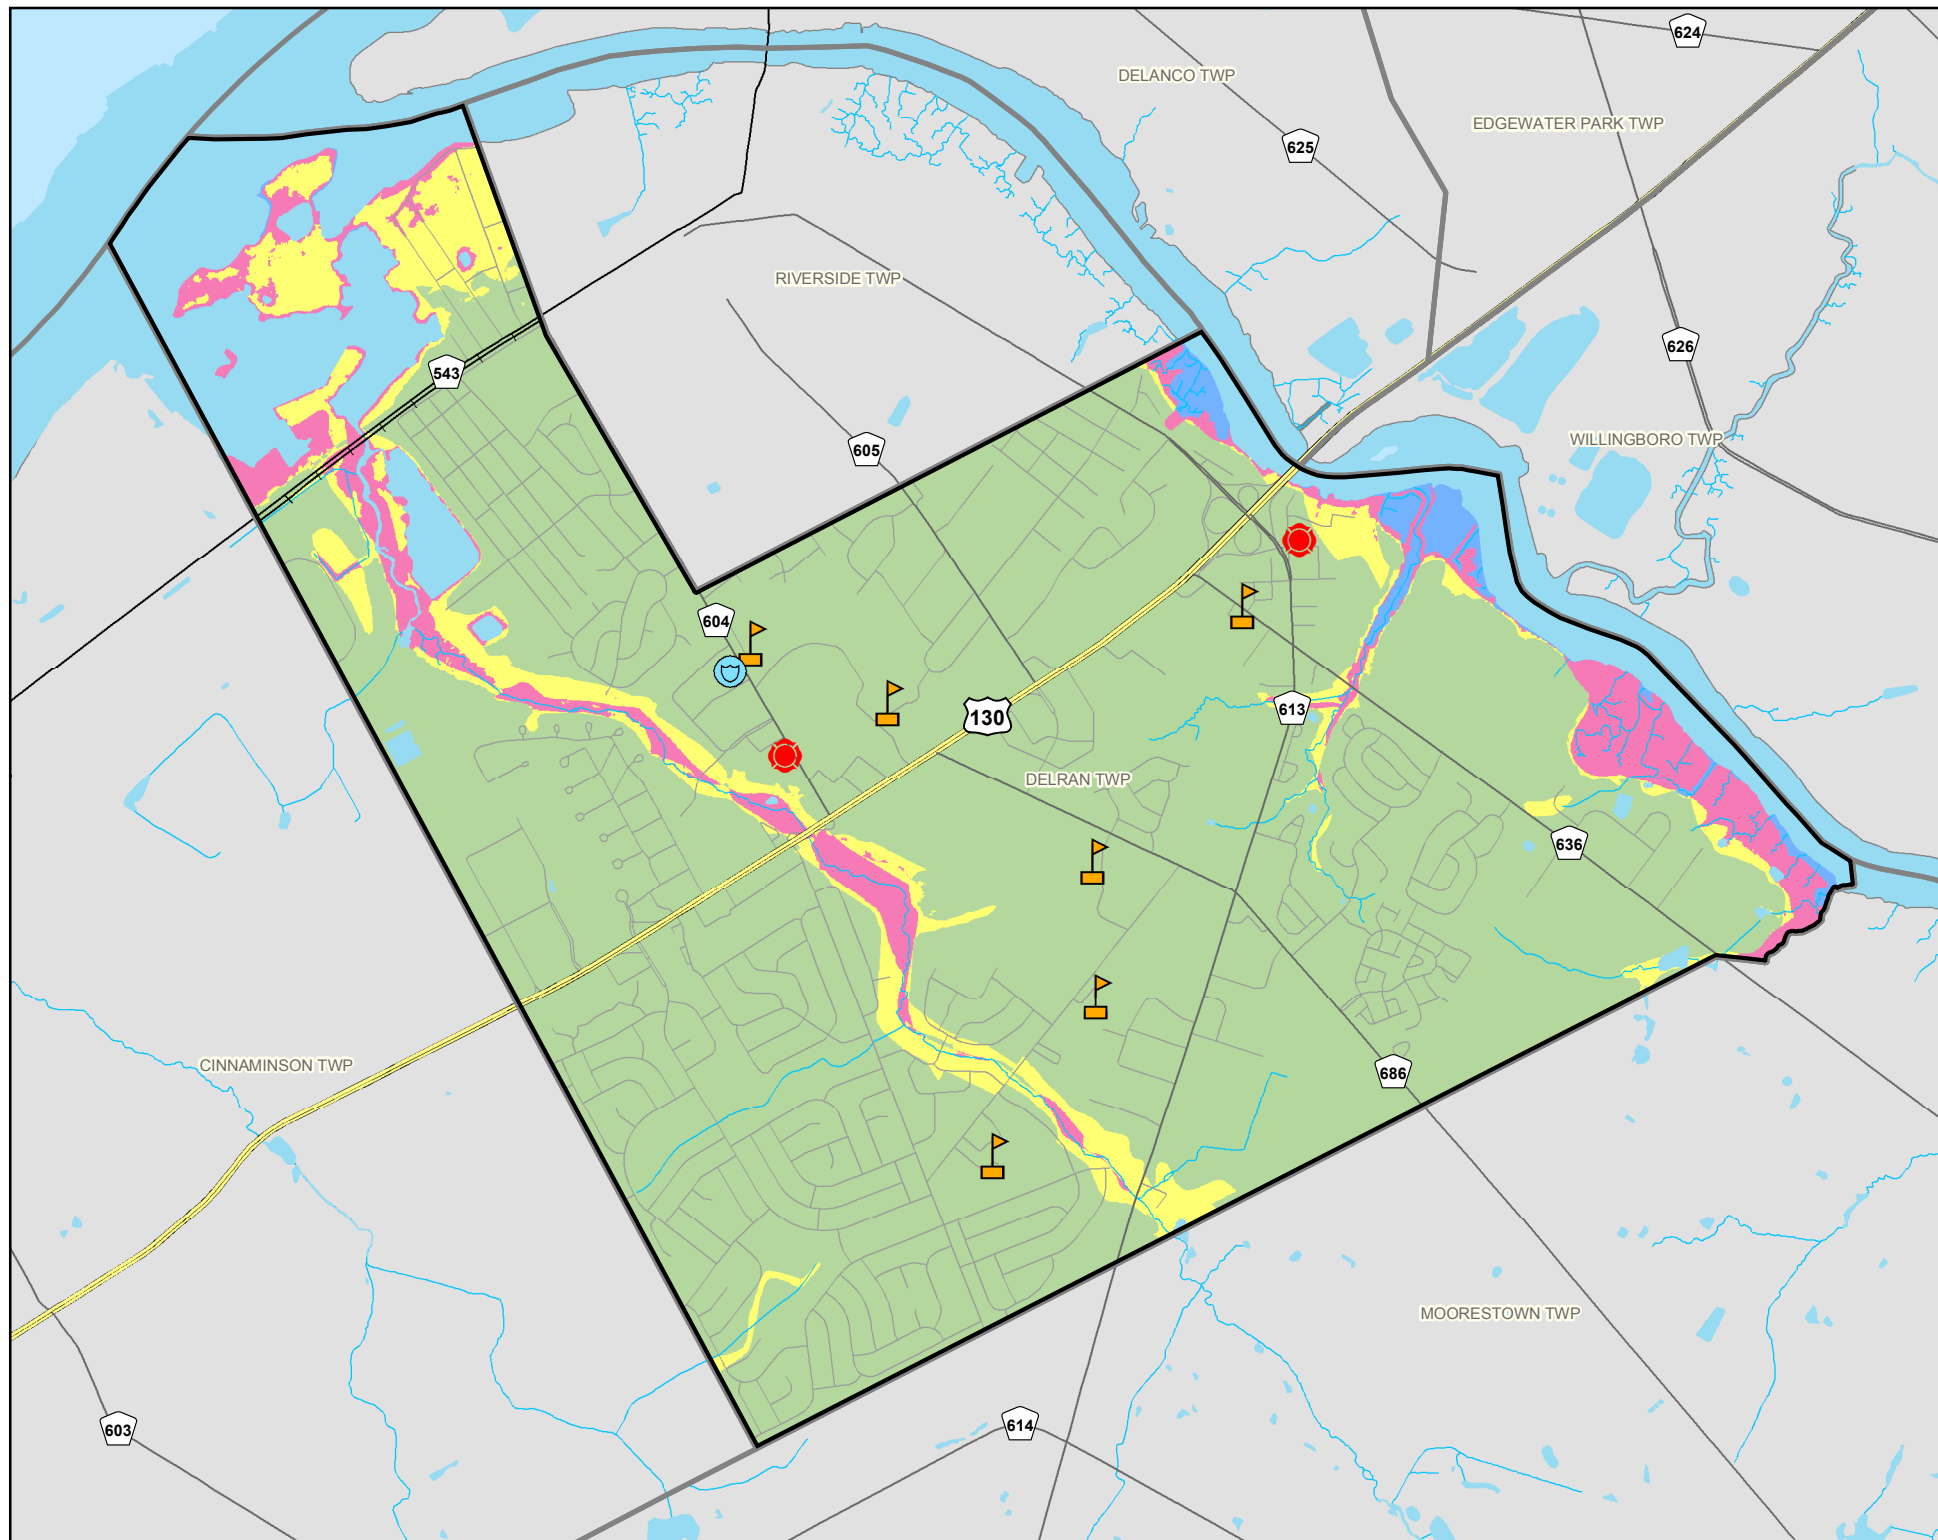 624
DELANCO TWP
EDGEWATER PARK TWP
625
RIVERSIDE TWP
626
543
WILLINGBORO TWP
605
604
613
130
DELRAN TWP
636
CINNAMINSON TWP
686
MOORESTOWN TWP
603
614